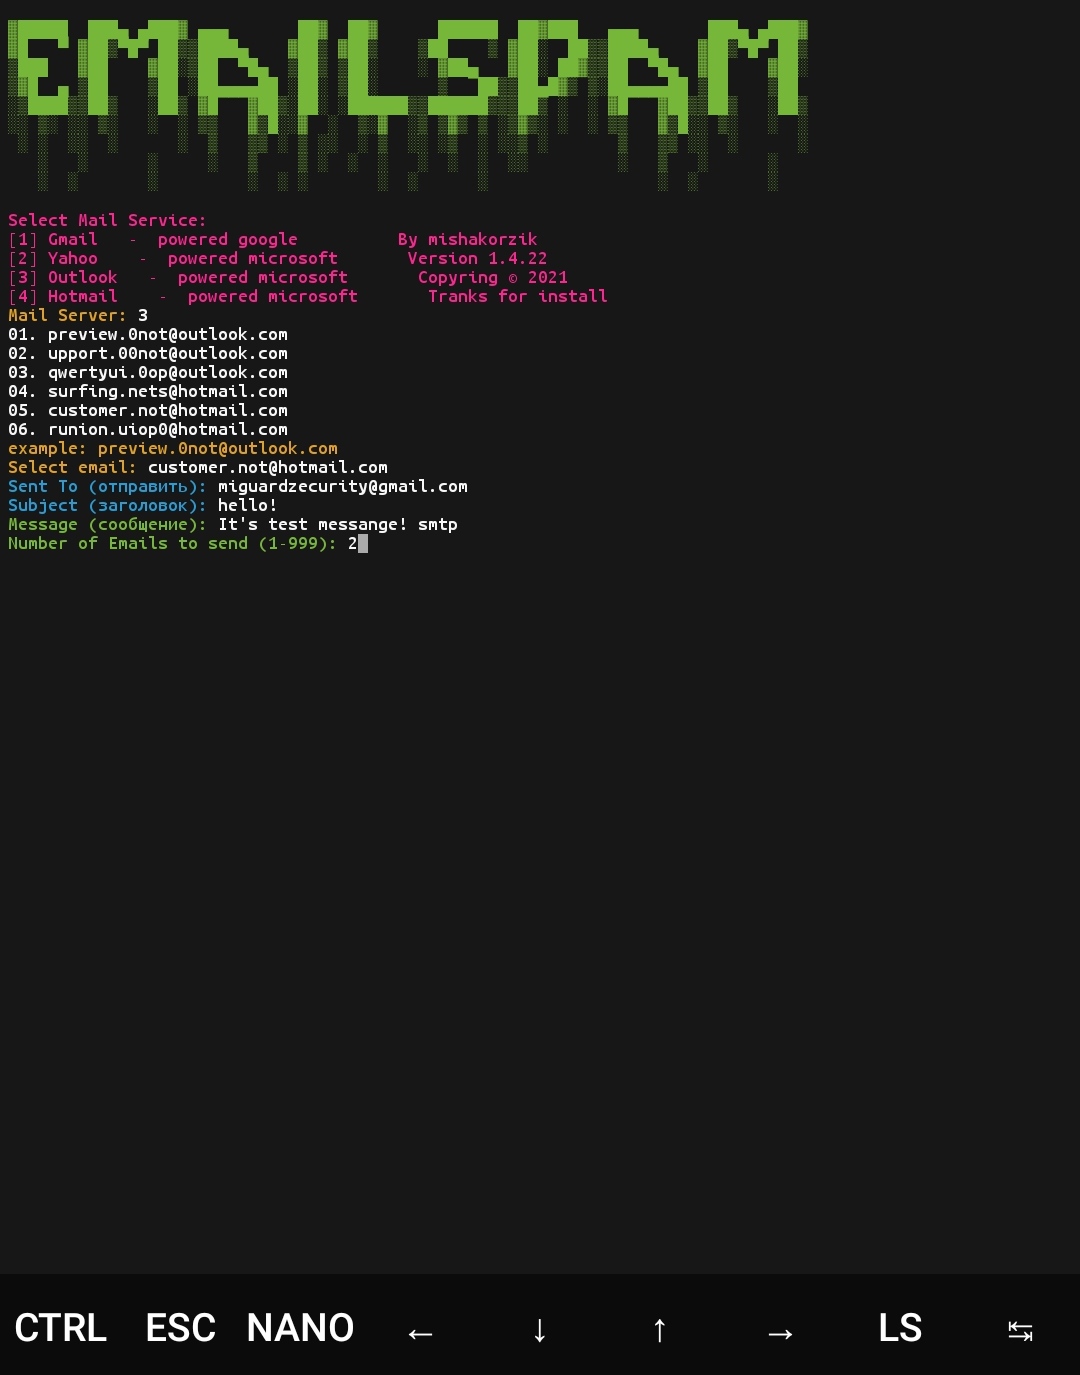 EMAIL SPAM
Select Mail Service:
[1] Gmail - powered google By mishakorzik
[2] Yahoo - powered microsoft Version 1.4.22
[3] Outlook - powered microsoft Copyring © 2021
[4] Hotmail - powered microsoft Tranks for install
Mail Server: 3
01. preview.0not@outlook.com
02. upport.00not@outlook.com
03. qwertyui.0op@outlook.com
04. surfing.nets@hotmail.com
05. customer.not@hotmail.com
06. runion.uiop0@hotmail.com
example: preview.0not@outlook.com
Select email: customer.not@hotmail.com
Sent To (отправить): miguardzecurity@gmail.com
Subject (заголовок): hello!
Message (сообщение): It's test messange! smtp
Number of Emails to send (1-999): 2
CTRL ESC NANO ← ↓ ↑ → LS ↹